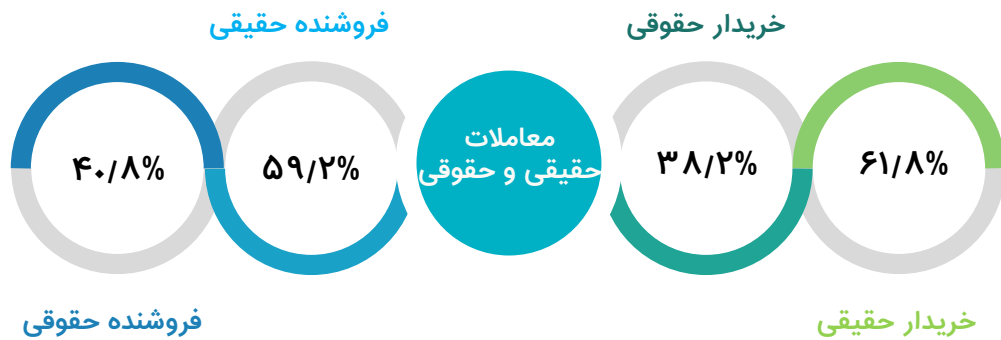 خریدار حقوقی
فروشنده حقیقی
۶۱/۸%
۳۸/۲%
معاملات
حقیقی و حقوقی
۵۹/۲%
۴۰/۸%
خریدار حقیقی
فروشنده حقوقی